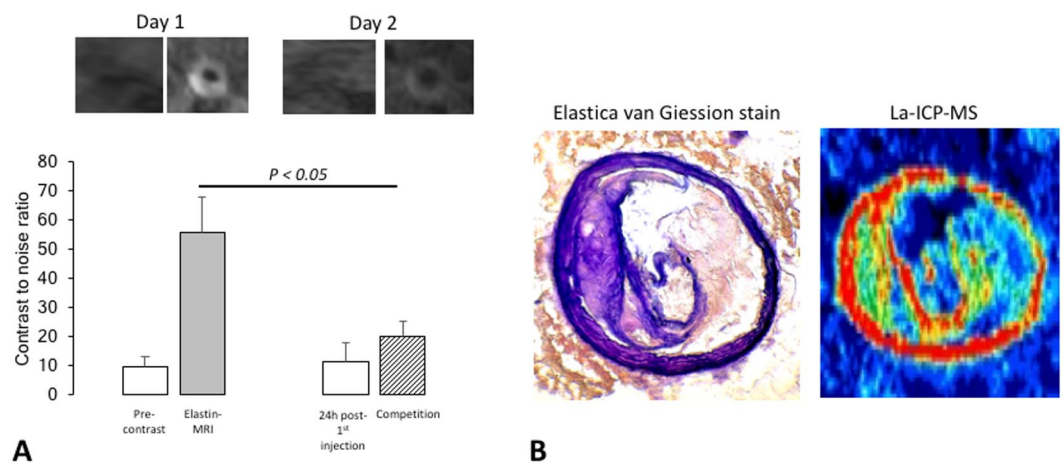 Day 1
Day 2
P < 0.05
Contrast to noise ratio
80
70
60
50
40
30
20
10
0
Pre-
contrast
Elastin-
MRI
24h post-
1st
injection
Competition
A
Elastica van Giession stain
La-ICP-MS
B